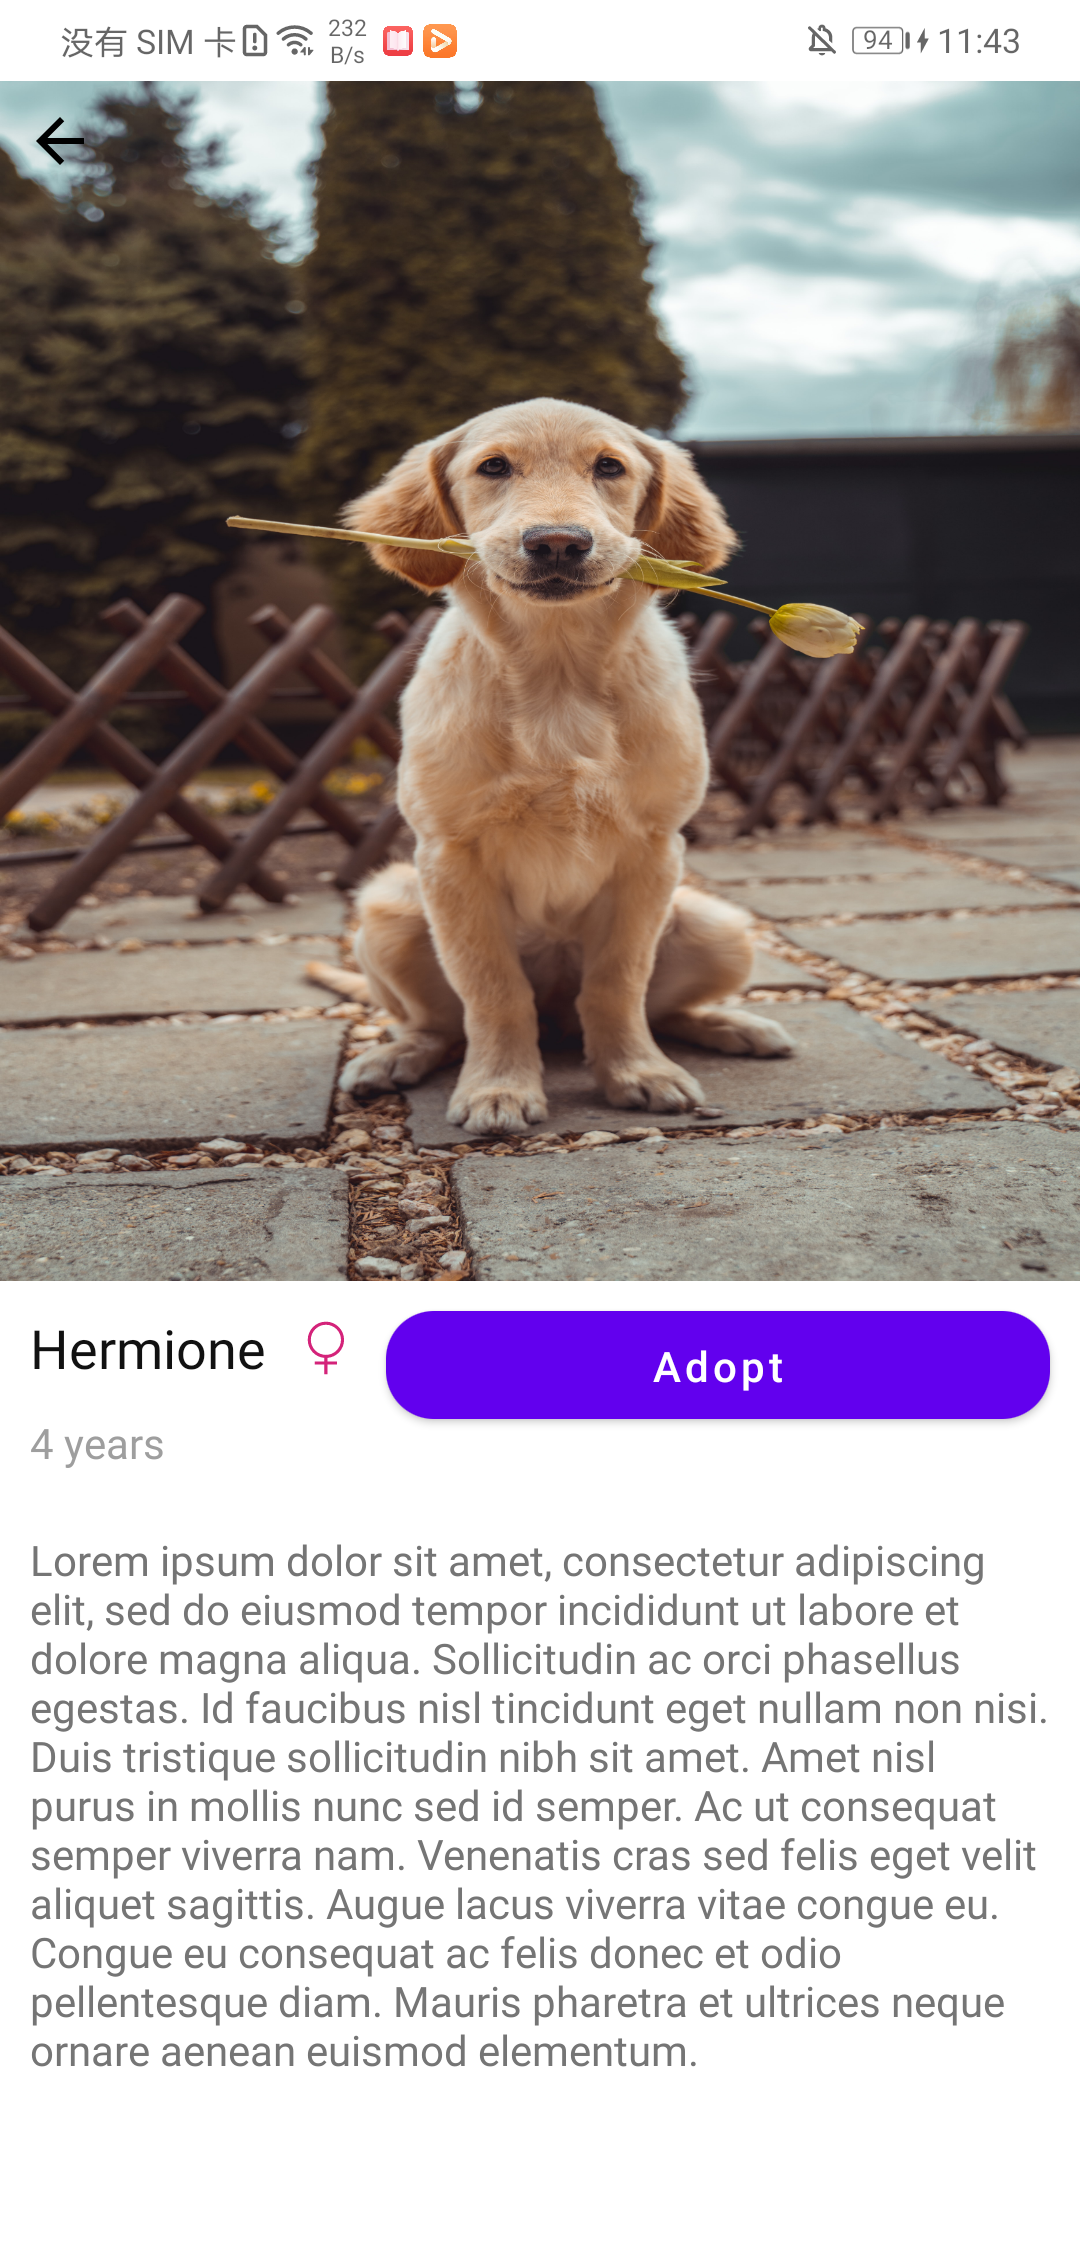 没有 SIM 卡 232 B/s 94 11:43
Hermione
Adopt
4 years
Lorem ipsum dolor sit amet, consectetur adipiscing
elit, sed do eiusmod tempor incididunt ut labore et
dolore magna aliqua. Sollicitudin ac orci phasellus
egestas. Id faucibus nisl tincidunt eget nullam non nisi.
Duis tristique sollicitudin nibh sit amet. Amet nisl
purus in mollis nunc sed id semper. Ac ut consequat
semper viverra nam. Venenatis cras sed felis eget velit
aliquet sagittis. Augue lacus viverra vitae congue eu.
Congue eu consequat ac felis donec et odio
pellentesque diam. Mauris pharetra et ultrices neque
ornare aenean euismod elementum.